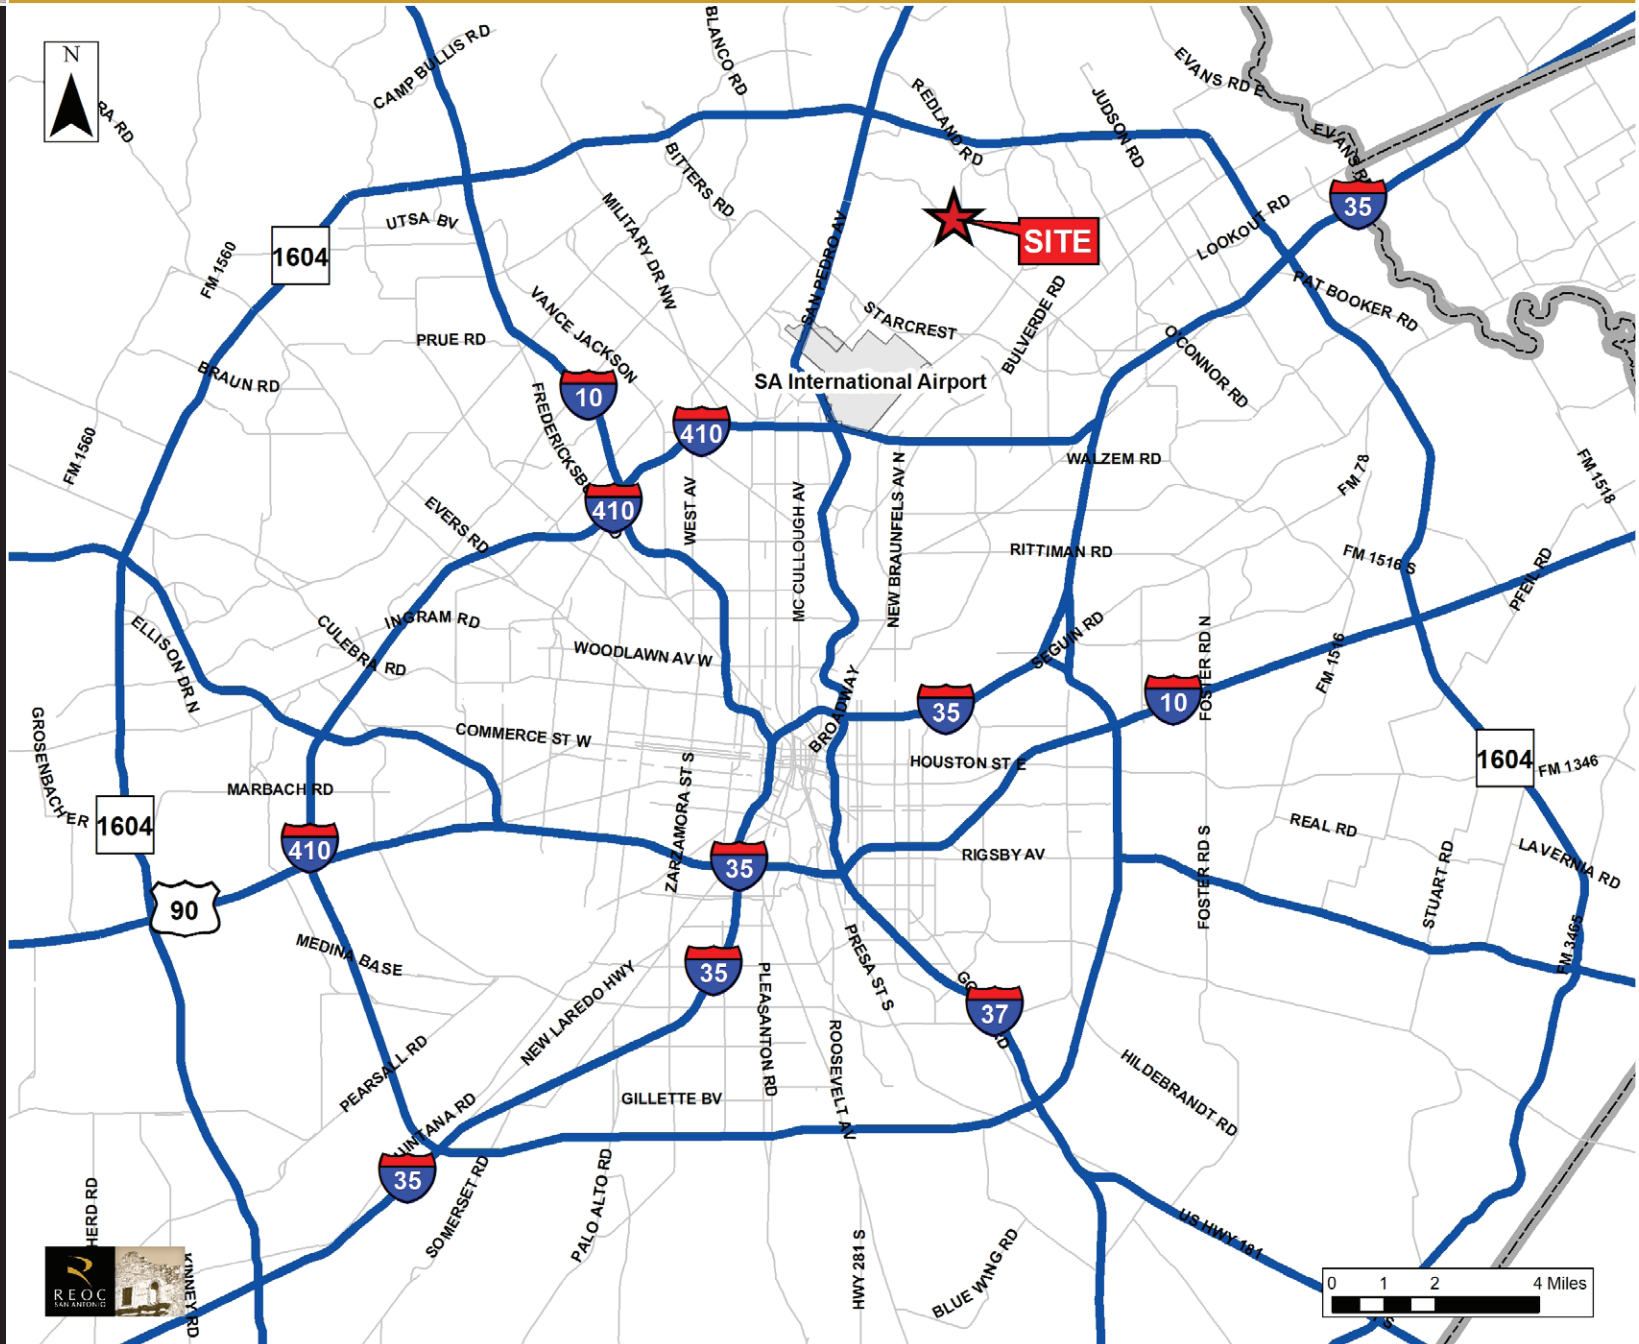 N
RA RD
CAMP BULLIS RD
BLANCO RD
REDLAND RD
JUDSON RD
EVANS RD E
EVANS R
BITTERS RD
MILITARY DR NW
UTSA BV
1604
FM 1560
SAN PEDRO AV
SITE
LOOKOUT RD
35
PAT BOOKER RD
VANCE JACKSON
STARCREST
BULVERDE RD
O'CONNOR RD
PRUE RD
BRAUN RD
10
SA International Airport
410
FM 1560
WALZEM RD
FM 78
FM 1518
410
EVERS RD
WEST AV
MC CULLOUGH AV
NEW BRAUNFELS AV N
RITTIMAN RD
FM 1516 S
PFEIL RD
ELLISON DR N
CULEBRA RD
INGRAM RD
WOODLAWN AV W
SEGUIN RD
FOSTER RD N
FM 1516
10
35
BROADWAY
COMMERCE ST W
HOUSTON ST E
1604
FM 1346
MARBACH RD
ZARZAMORA ST S
1604
410
35
RIGSBY AV
REAL RD
FOSTER RD S
STUART RD
LAVERNIA RD
90
MEDINA BASE
35
NEW LAREDO HWY
PLEASANTON RD
PRESA ST S
37
FM 3465
PEARSALL RD
GILLETTE BV
ROOSEVELT AV
HILDEBRANDT RD
UINTANA RD
35
SOMERSET RD
PALO ALTO RD
HWY 281 S
BLUE WING RD
US HWY 181
HERD RD
KINNEY RD
REOC
SAN ANTONIO
0 1 2 4 Miles